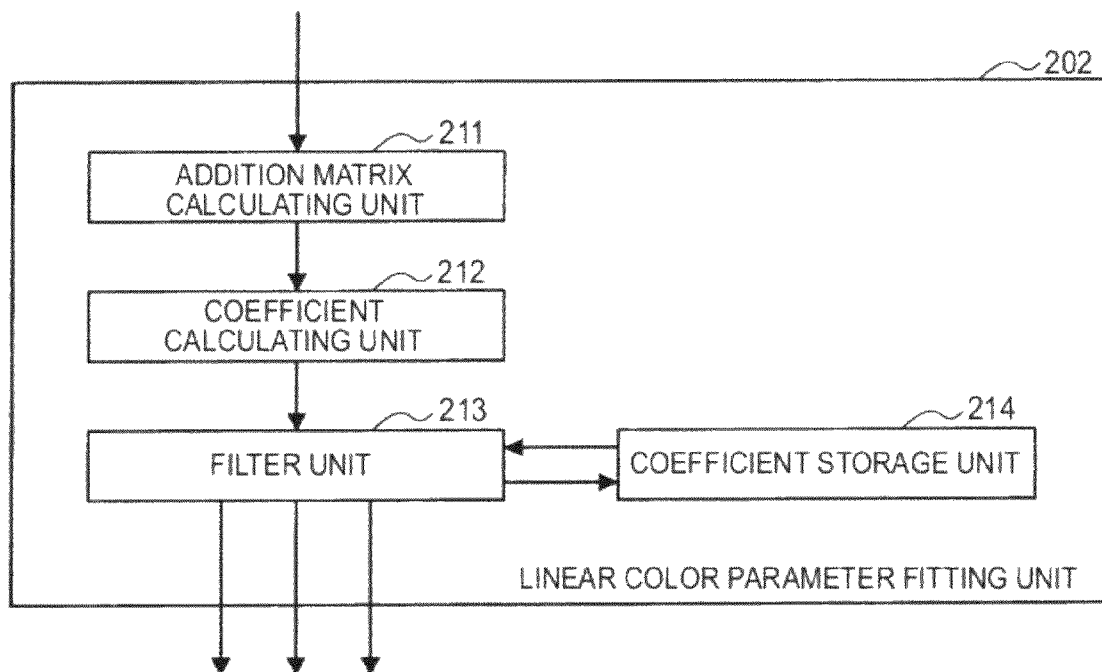 202
211
ADDITION MATRIX
CALCULATING UNIT
212
COEFFICIENT
CALCULATING UNIT
213
FILTER UNIT
214
COEFFICIENT STORAGE UNIT
LINEAR COLOR PARAMETER FITTING UNIT